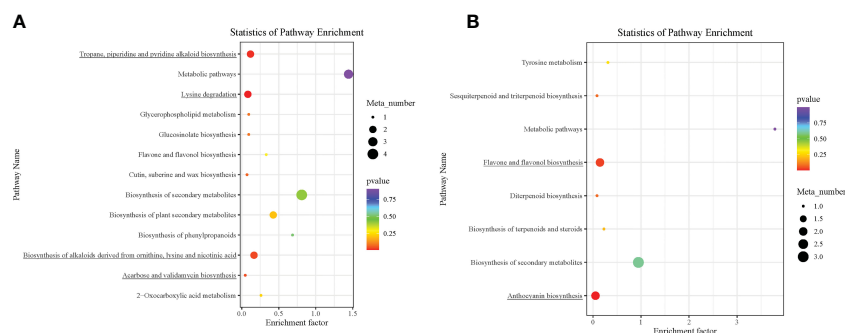 A
Statistics of Pathway Enrichment
Pathway Name
Tropane, piperidine and pyridine alkaloid biosynthesis
Metabolic pathways
Lysine degradation
Glycerophospholipid metabolism
Glucosinolate biosynthesis
Flavone and flavonol biosynthesis
Cutin, suberine and wax biosynthesis
Biosynthesis of secondary metabolites
Biosynthesis of plant secondary metabolites
Biosynthesis of phenylpropanoids
Biosynthesis of alkaloids derived from ornithine, lysine and nicotinic acid
Acarbose and validamycin biosynthesis
2-Oxocarboxylic acid metabolism
0.0 0.5 1.0 1.5
Enrichment factor
Meta_number
1
2
3
4
pvalue
0.75
0.50
0.25
B
Statistics of Pathway Enrichment
Pathway Name
Tyrosine metabolism
Sesquiterpenoid and triterpenoid biosynthesis
Metabolic pathways
Flavone and flavonol biosynthesis
Diterpenoid biosynthesis
Biosynthesis of terpenoids and steroids
Biosynthesis of secondary metabolites
Anthocyanin biosynthesis
0 1 2 3
Enrichment factor
pvalue
0.75
0.50
0.25
Meta_number
1.0
1.5
2.0
2.5
3.0